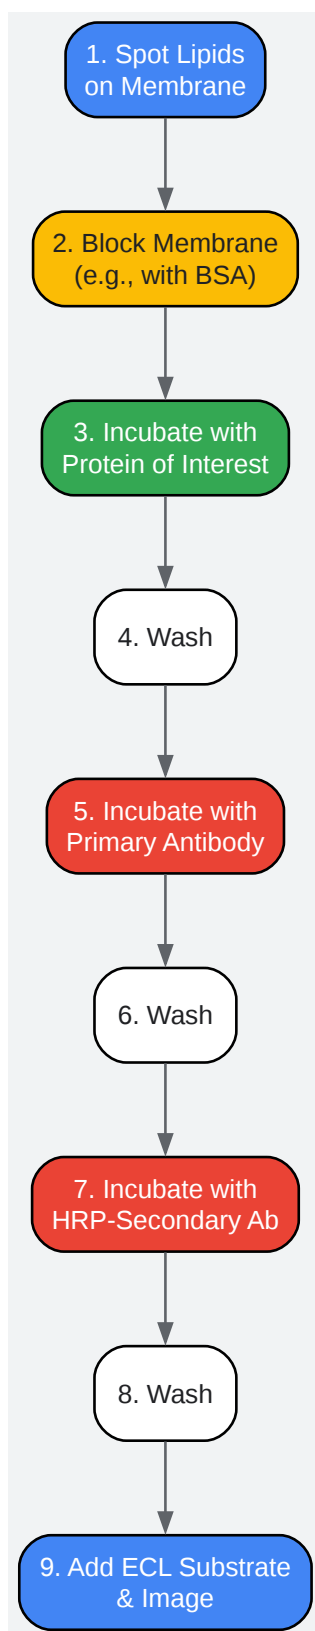 1. Spot Lipids
on Membrane
2. Block Membrane
(e.g., with BSA)
3. Incubate with
Protein of Interest
4. Wash
5. Incubate with
Primary Antibody
6. Wash
7. Incubate with
HRP-Secondary Ab
8. Wash
9. Add ECL Substrate
& Image